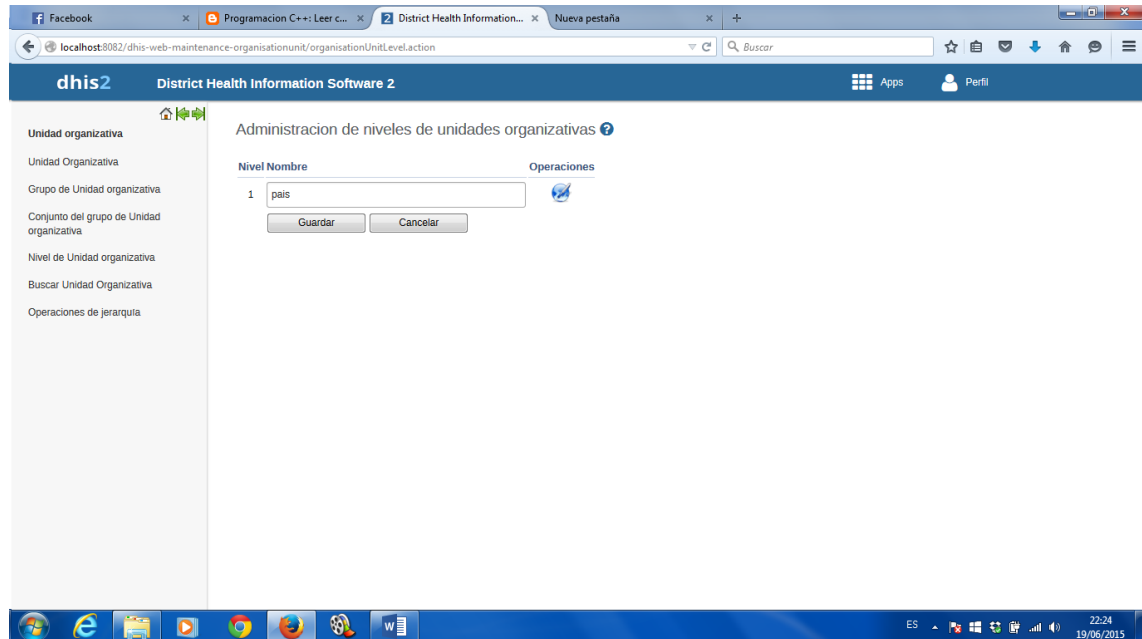 Facebook
Programacion C++: Leer c...
District Health Information...
Nueva pestaña
localhost:8082/dhis-web-maintenance-organisationunit/organisationUnitLevel.action
Buscar
dhis2
District Health Information Software 2
Apps
Perfil
Unidad organizativa
Unidad Organizativa
Grupo de Unidad organizativa
Conjunto del grupo de Unidad
organizativa
Nivel de Unidad organizativa
Buscar Unidad Organizativa
Operaciones de jerarquia
Administracion de niveles de unidades organizativas
Nivel Nombre Operaciones
1 pais
Guardar Cancelar
ES
22:24
19/06/2015